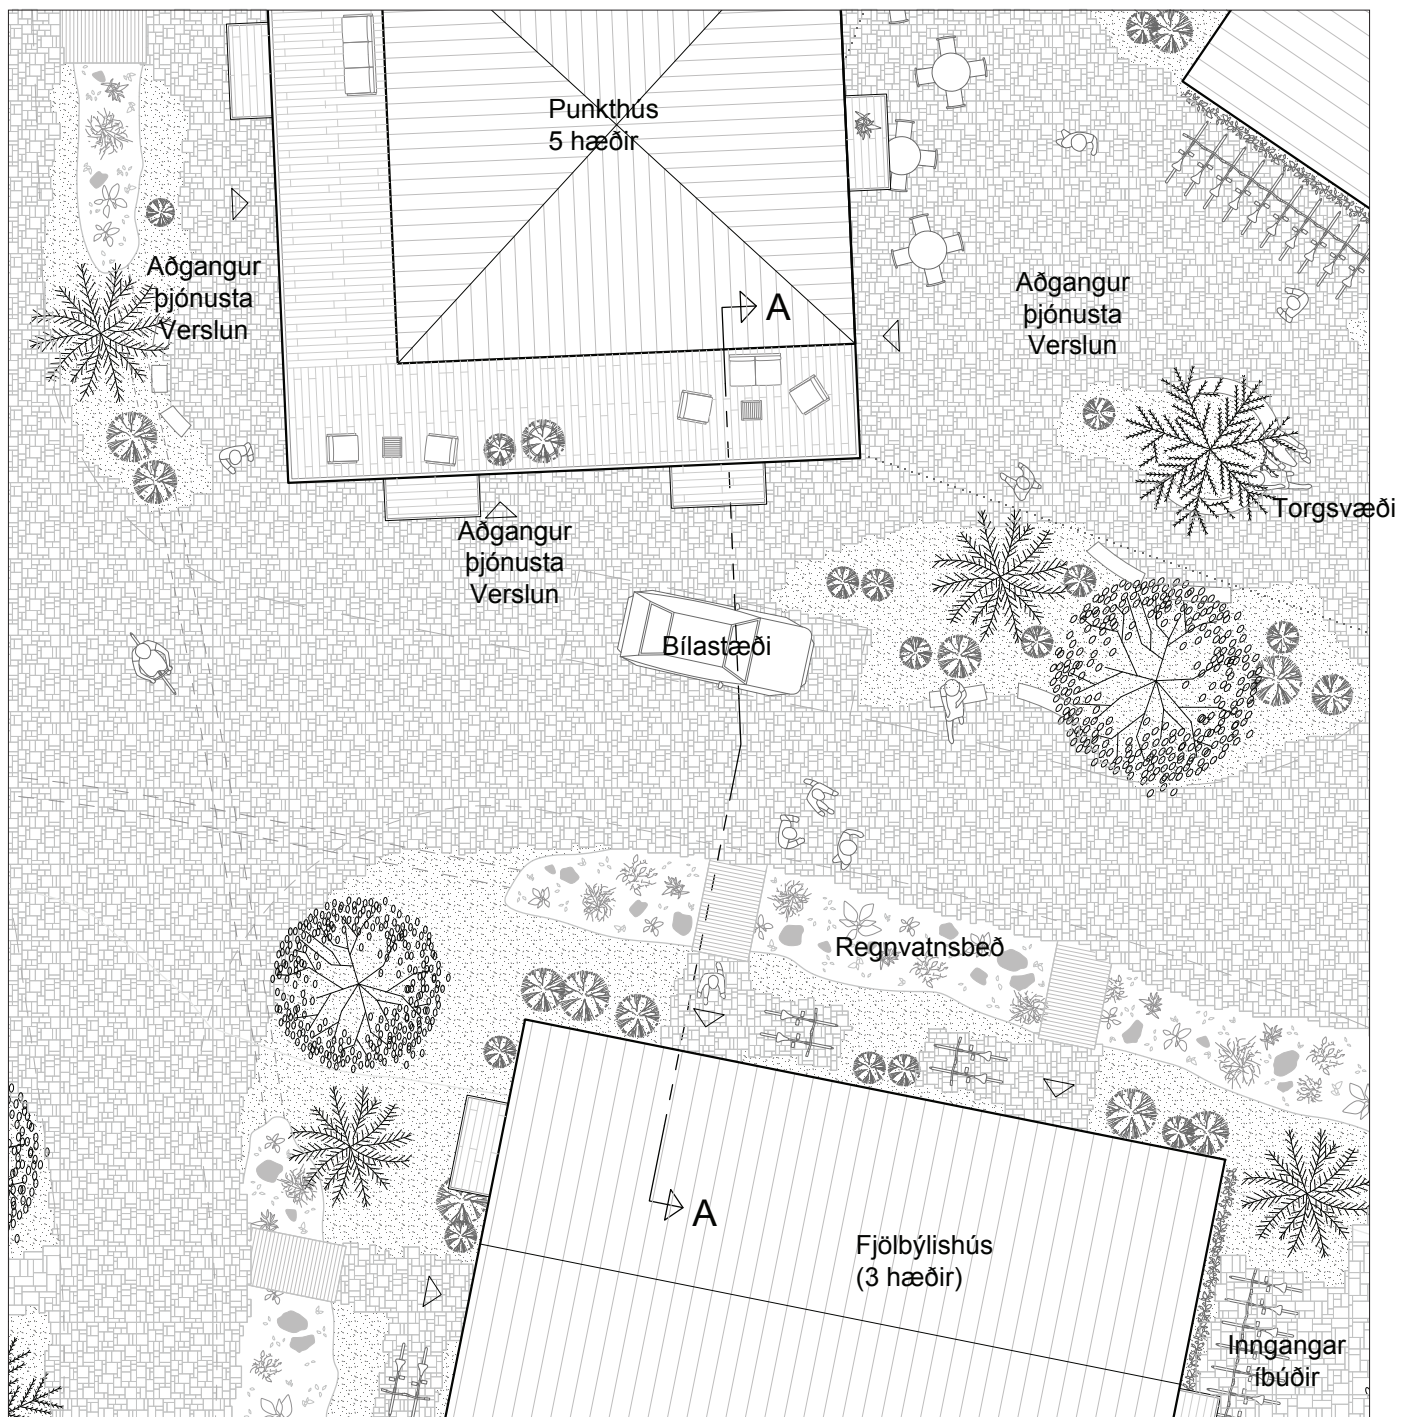 Punkthús
5 hæðir
Aðgangur
þjónusta
Verslun
Aðgangur
þjónusta
Verslun
A
Torgsvæði
Aðgangur
þjónusta
Verslun
Bílastæði
Regnvatnsbeð
A
Fjölbýlishús
(3 hæðir)
Inngangar
íbúðir